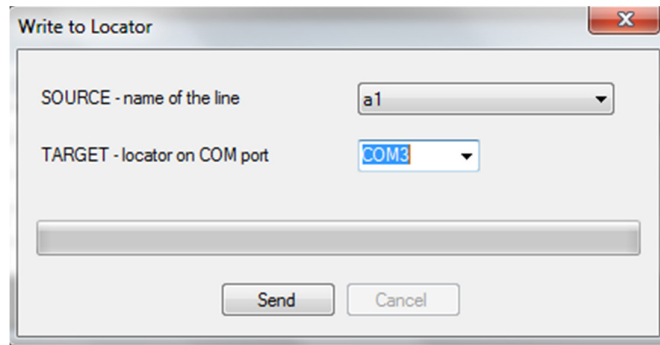 Write to Locator
SOURCE - name of the line
a1
TARGET - locator on COM port
COM3
Send
Cancel